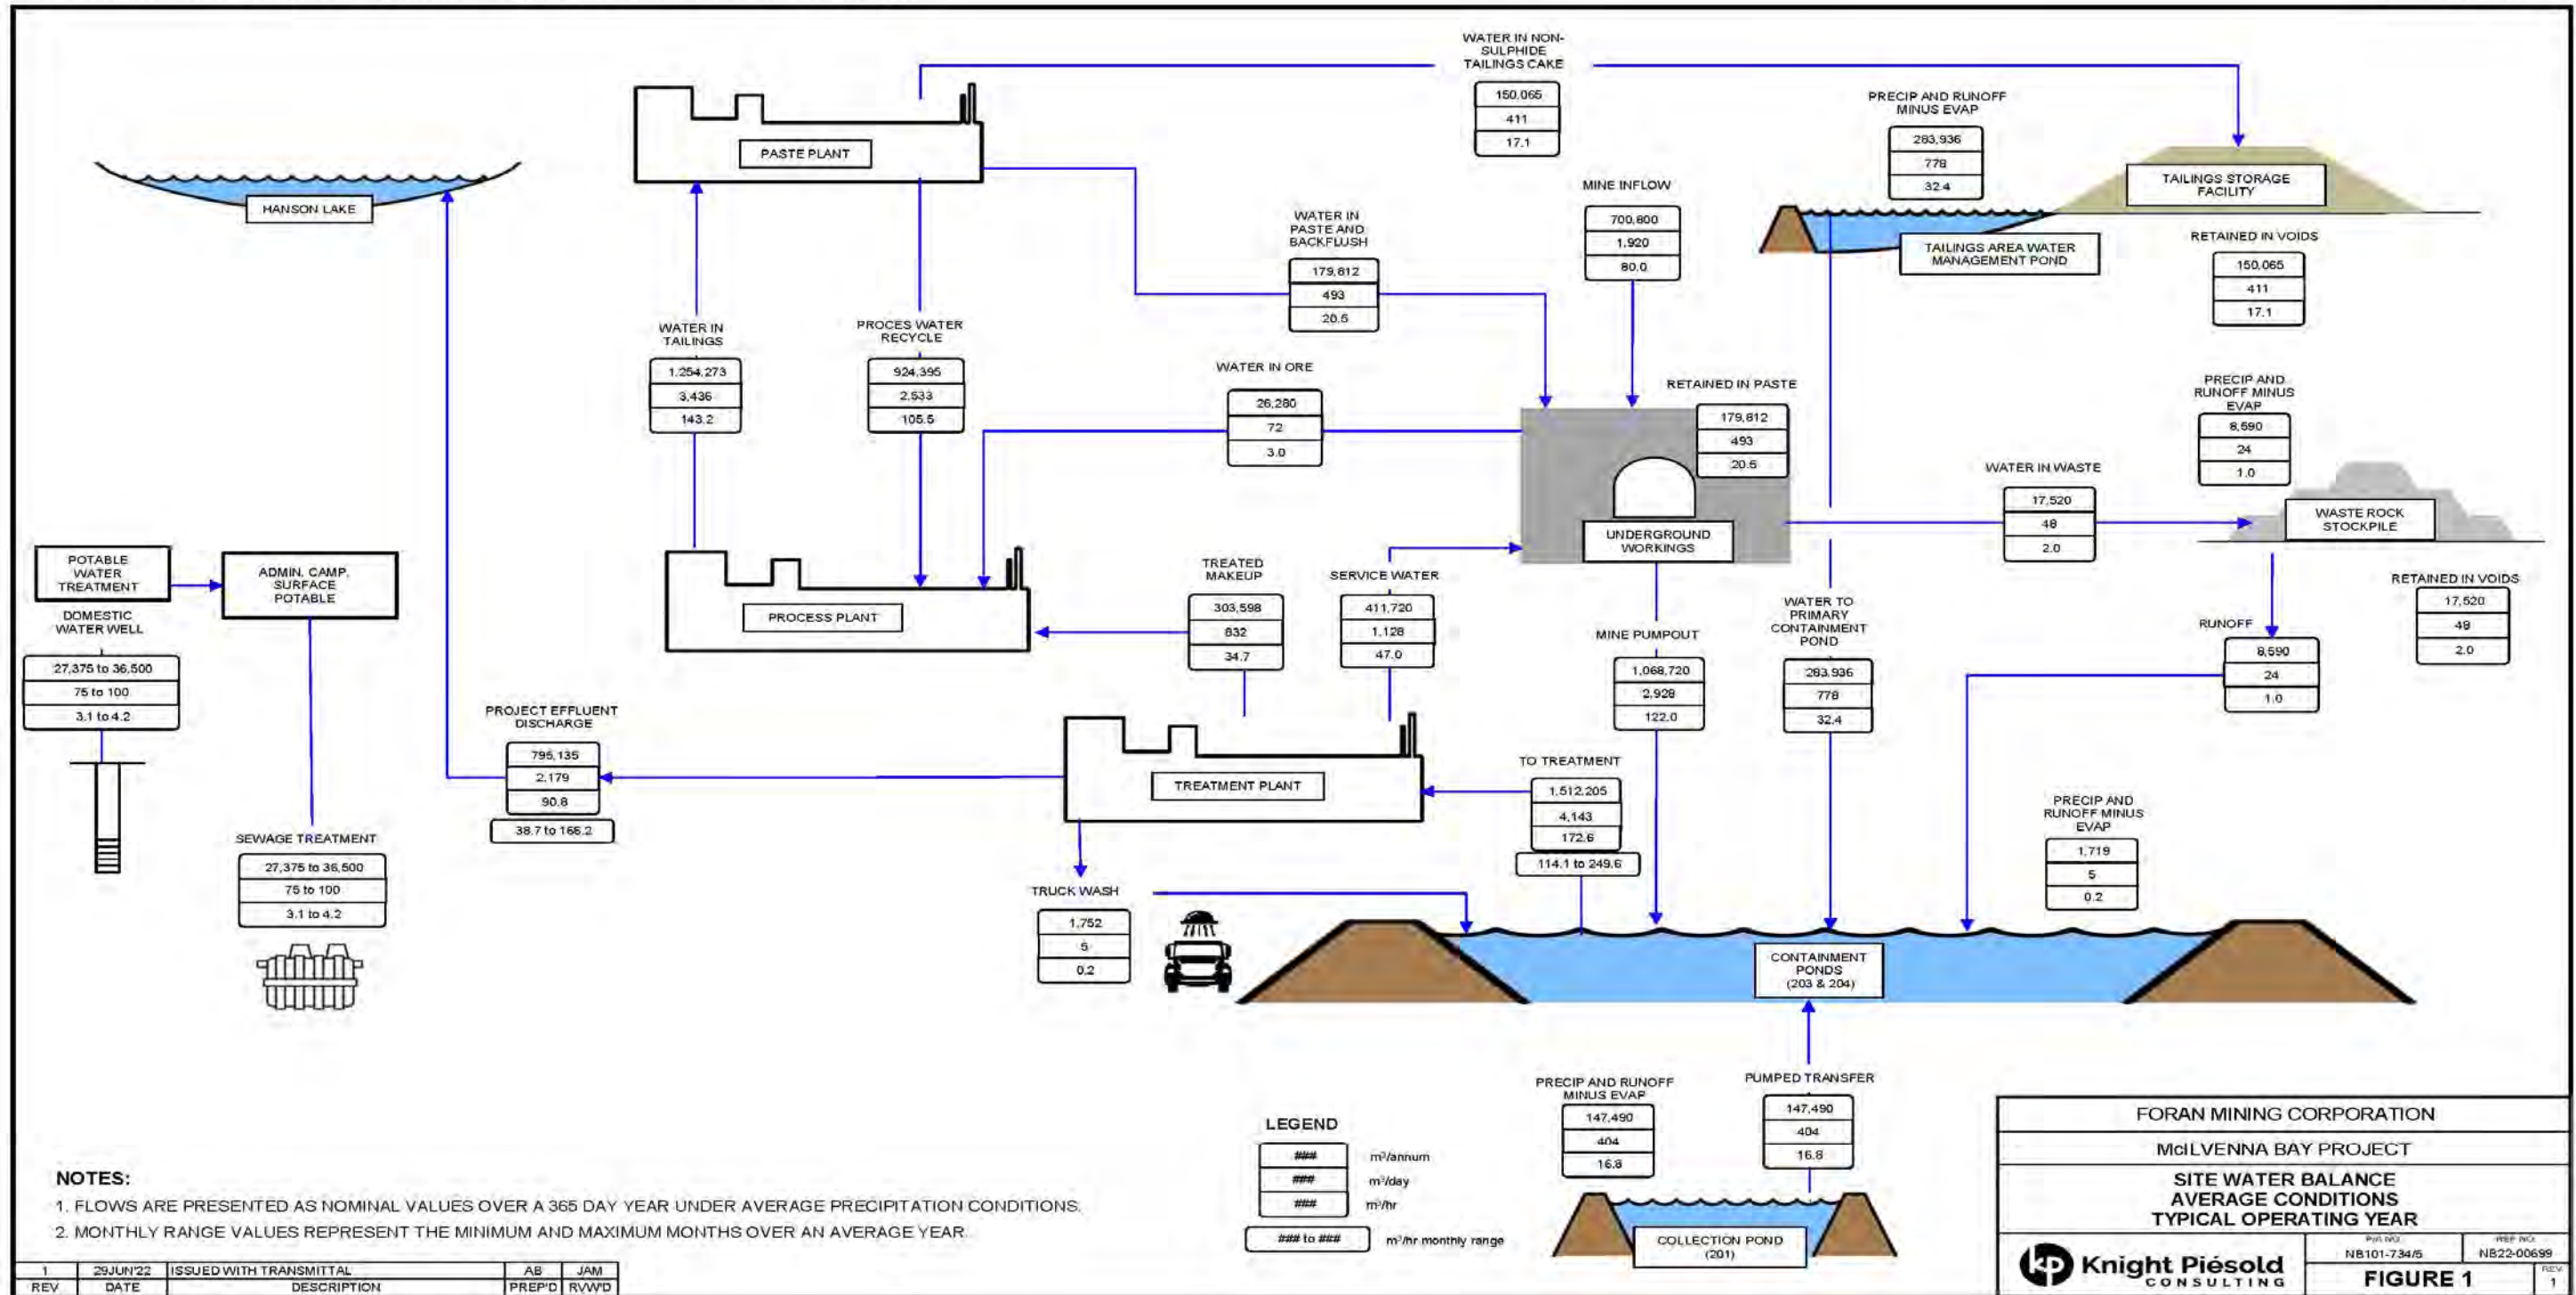 WATER IN NON-
SULPHIDE
TAILINGS CAKE
150,065
411
17.1
PRECIP AND RUNOFF
MINUS EVAP
283,936
778
32.4
PASTE PLANT
TAILINGS STORAGE
FACILITY
HANSON LAKE
MINE INFLOW
700,800
1,920
80.0
TAILINGS AREA WATER
MANAGEMENT POND
RETAINED IN VOIDS
150,065
411
17.1
WATER IN
PASTE AND
BACKFLUSH
179,812
493
20.5
WATER IN
TAILINGS
1,254,273
3,436
143.2
PROCES WATER
RECYCLE
924,395
2,533
105.5
WATER IN ORE
26,280
72
3.0
RETAINED IN PASTE
179,812
493
20.5
UNDERGROUND
WORKINGS
PRECIP AND
RUNOFF MINUS
EVAP
8,590
24
1.0
WATER IN WASTE
17,520
48
2.0
WASTE ROCK
STOCKPILE
RETAINED IN VOIDS
17,520
48
2.0
RUNOFF
8,590
24
1.0
POTABLE
WATER
TREATMENT
ADMIN. CAMP.
SURFACE
POTABLE
DOMESTIC
WATER WELL
27,375 to 36,500
75 to 100
3.1 to 4.2
PROCESS PLANT
TREATED
MAKEUP
303,598
832
34.7
SERVICE WATER
411,720
1,128
47.0
MINE PUMPOUT
1,068,720
2,928
122.0
WATER TO
PRIMARY
CONTAINMENT
POND
283,936
778
32.4
PROJECT EFFLUENT
DISCHARGE
795,135
2,179
90.8
38.7 to 166.2
TREATMENT PLANT
TO TREATMENT
1,512,205
4,143
172.6
114.1 to 249.6
PRECIP AND
RUNOFF MINUS
EVAP
1,719
5
0.2
SEWAGE TREATMENT
27,375 to 36,500
75 to 100
3.1 to 4.2
TRUCK WASH
1,752
5
0.2
CONTAINMENT
PONDS
(203 & 204)
PRECIP AND RUNOFF
MINUS EVAP
147,490
404
16.8
PUMPED TRANSFER
147,490
404
16.8
COLLECTION POND
(201)
LEGEND
### m³/annum
### m³/day
### m³/hr
### to ### m³/hr monthly range
NOTES:
1. FLOWS ARE PRESENTED AS NOMINAL VALUES OVER A 365 DAY YEAR UNDER AVERAGE PRECIPITATION CONDITIONS.
2. MONTHLY RANGE VALUES REPRESENT THE MINIMUM AND MAXIMUM MONTHS OVER AN AVERAGE YEAR.
1 29JUN'22 ISSUED WITH TRANSMITTAL AB JAM
REV DATE DESCRIPTION PREP'D RVW'D
FORAN MINING CORPORATION
McILVENNA BAY PROJECT
SITE WATER BALANCE
AVERAGE CONDITIONS
TYPICAL OPERATING YEAR
kp Knight Piésold
CONSULTING
P/A NO.
NB101-734/5
REF NO.
NB22-00699
FIGURE 1
REV
1